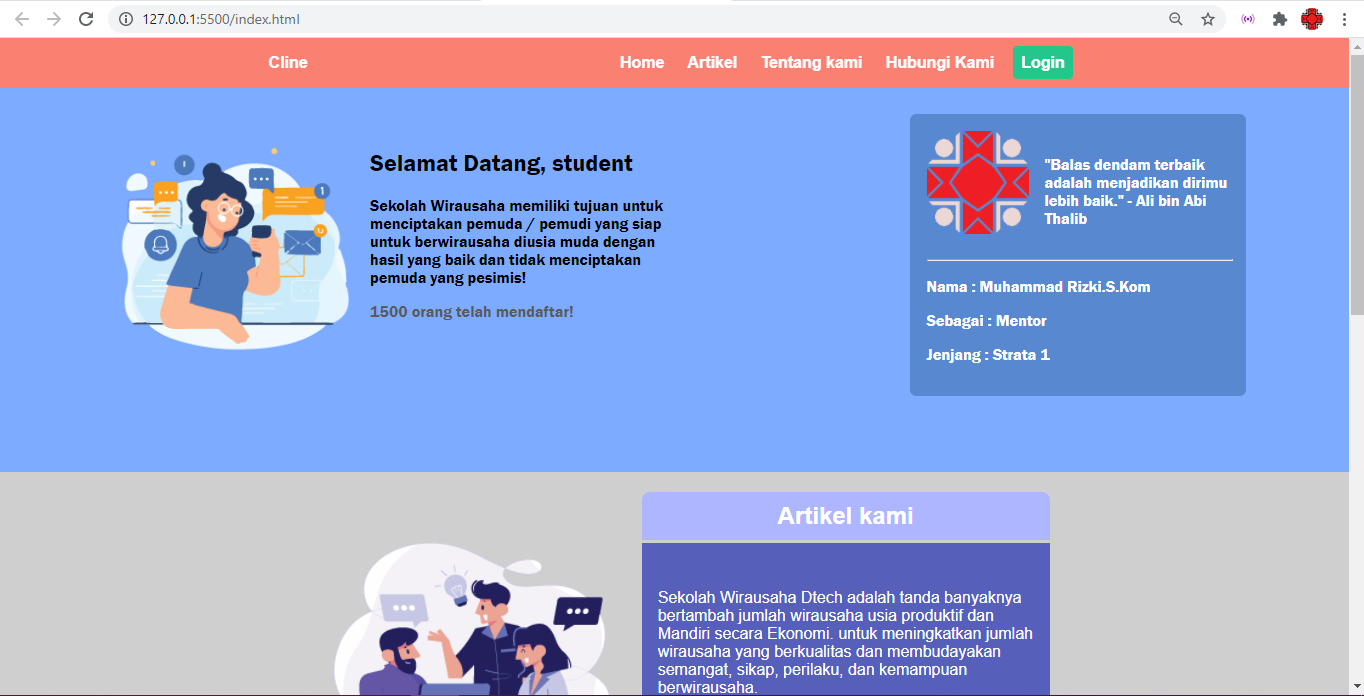 127.0.0.1:5500/index.html
Cline
Home Artikel Tentang kami Hubungi Kami Login
Selamat Datang, student
Sekolah Wirausaha memiliki tujuan untuk
menciptakan pemuda / pemudi yang siap
untuk berwirausaha diusia muda dengan
hasil yang baik dan tidak menciptakan
pemuda yang pesimis!
1500 orang telah mendaftar!
"Balas dendam terbaik
adalah menjadikan dirimu
lebih baik." - Ali bin Abi
Thalib
Nama : Muhammad Rizki.S.Kom
Sebagai : Mentor
Jenjang : Strata 1
Artikel kami
Sekolah Wirausaha Dtech adalah tanda banyaknya
bertambah jumlah wirausaha usia produktif dan
Mandiri secara Ekonomi. untuk meningkatkan jumlah
wirausaha yang berkualitas dan membudayakan
semangat, sikap, perilaku, dan kemampuan
berwirausaha.